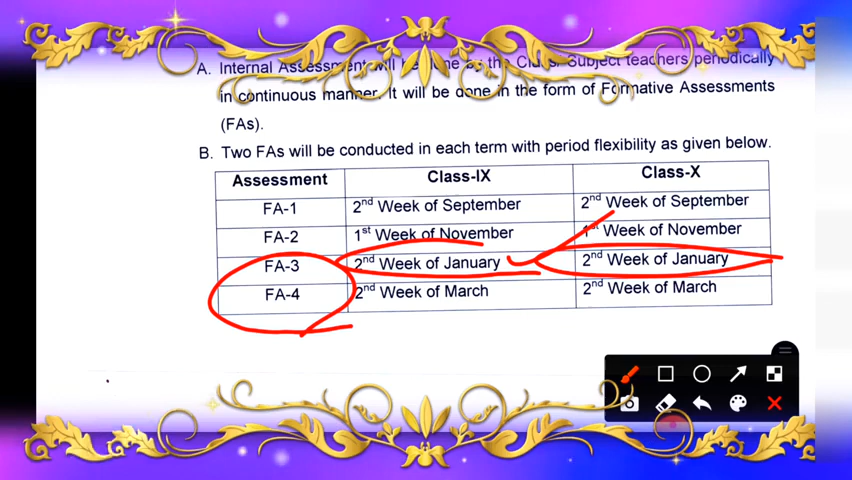 A. Internal Assessment will be done by the Class/ Subject teachers periodically
in continuous manner. It will be done in the form of Formative Assessments
(FAs).
B. Two FAs will be conducted in each term with period flexibility as given below.
Assessment Class-IX Class-X
FA-1 2nd Week of September 2nd Week of September
FA-2 1st Week of November 1st Week of November
FA-3 2nd Week of January 2nd Week of January
FA-4 2nd Week of March 2nd Week of March